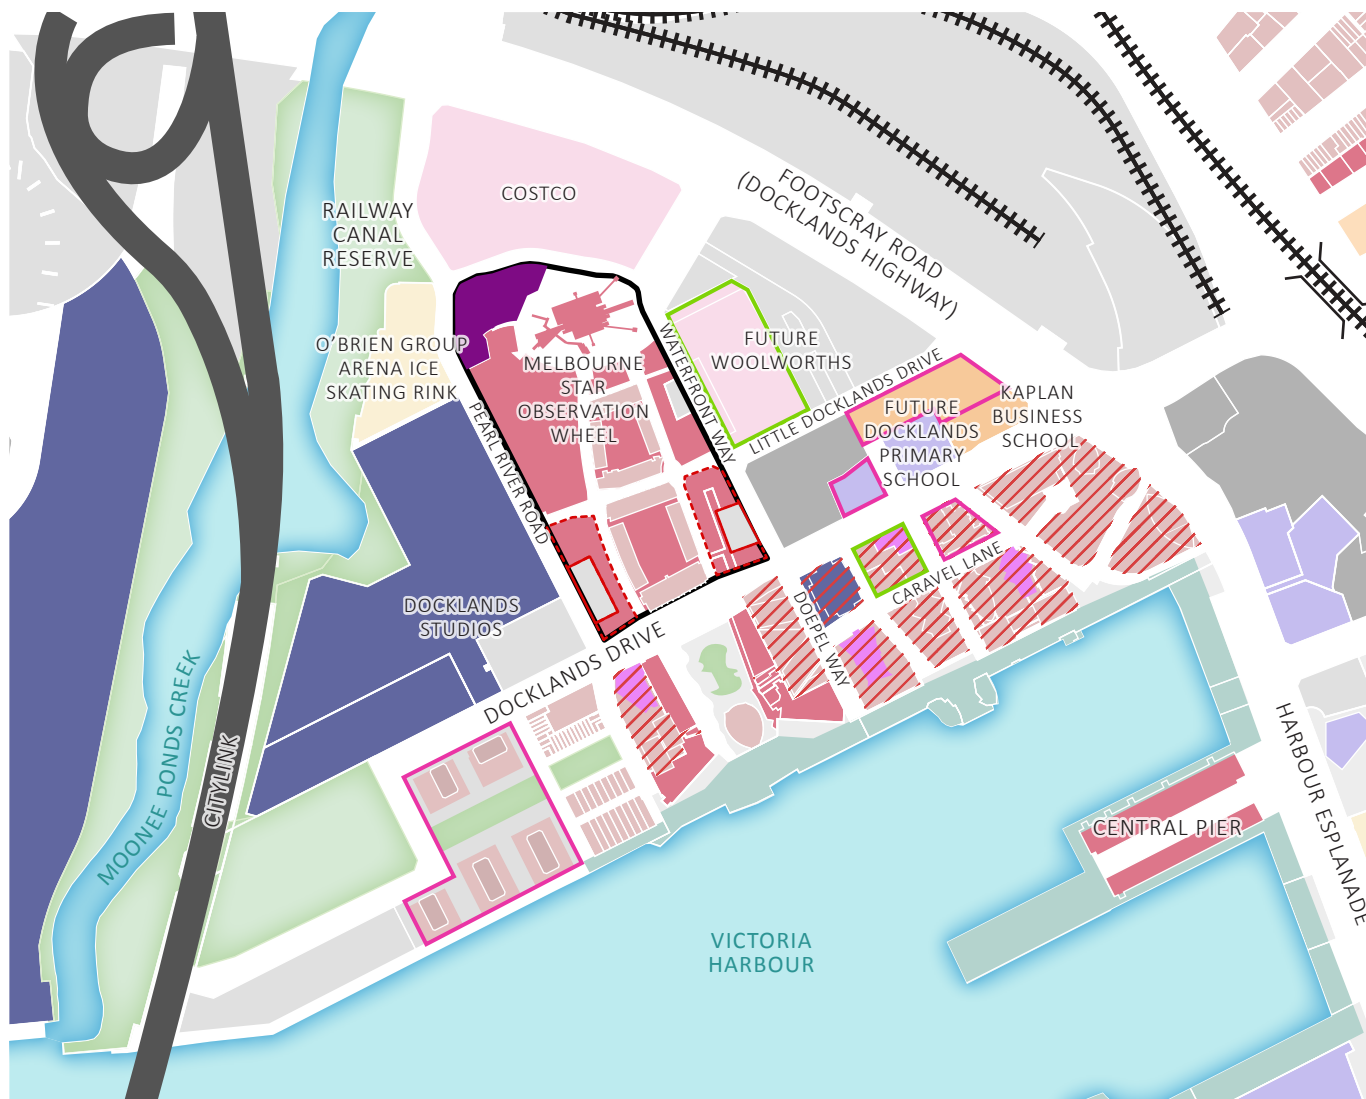 COSTCO
FOOTSCRAY ROAD
(DOCKLANDS HIGHWAY)
RAILWAY
CANAL
RESERVE
O'BRIEN GROUP
ARENA ICE
SKATING RINK
MELBOURNE
STAR
OBSERVATION
WHEEL
WATERFRONT WAY
FUTURE
WOOLWORTHS
LITTLE DOCKLANDS DRIVE
KAPLAN
BUSINESS
SCHOOL
FUTURE
DOCKLANDS
PRIMARY
SCHOOL
PEARL RIVER ROAD
CARAVEL LANE
DOCKLANDS
STUDIOS
DOEPEL WAY
DOCKLANDS DRIVE
MOONEE PONDS CREEK
CITYLINK
HARBOUR ESPLANADE
CENTRAL PIER
VICTORIA
HARBOUR